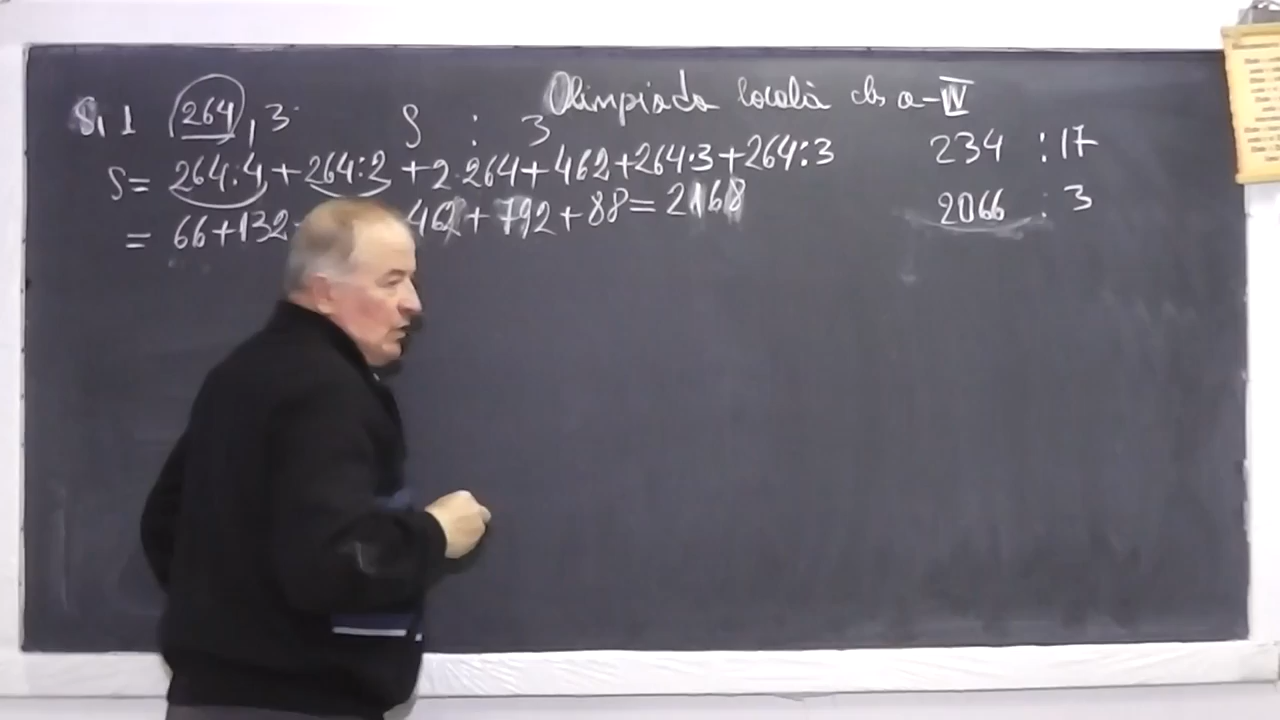 Olimpiada locală cls a-IV
S. 1 264, 3 S : 3
S = 264:4 + 264:2 + 2·264 + 462 + 264·3 + 264:3
= 66+132 462 + 792 + 88 = 2168
234 : 17
2066 : 3